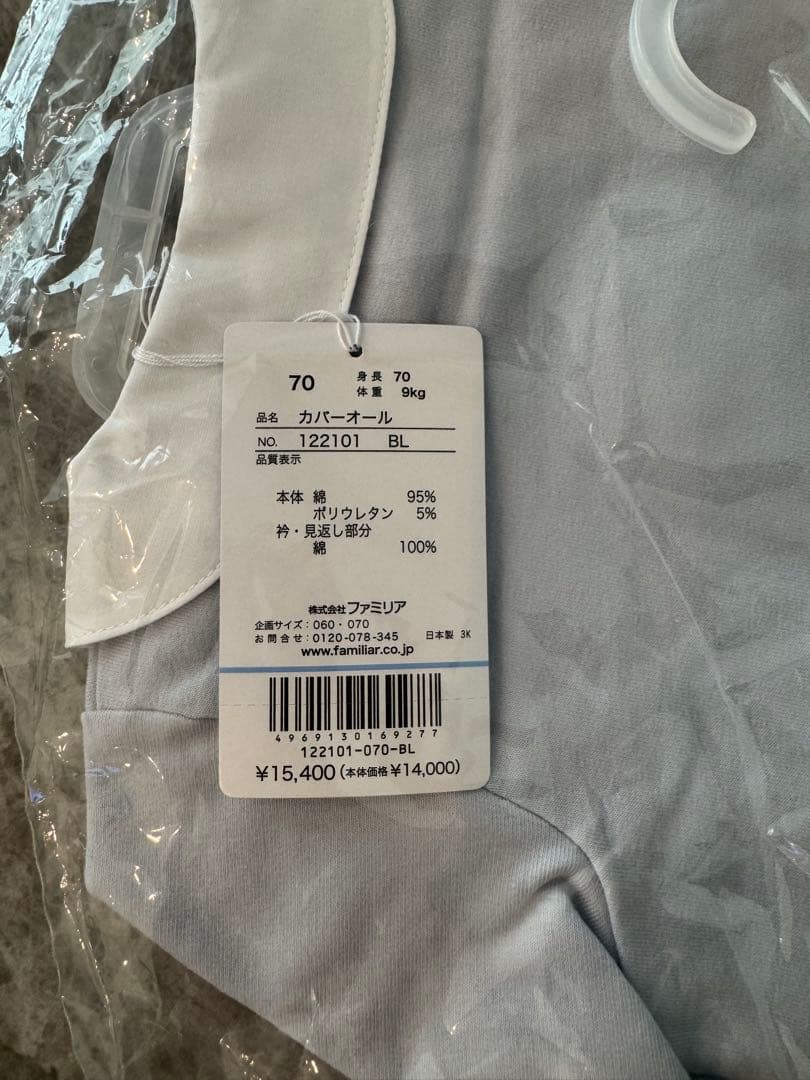 70 身長 70
体重 9kg
品名 カバーオール
NO. 122101 BL
品質表示
本体 綿 95%
ポリウレタン 5%
衿・見返し部分
綿 100%
株式会社ファミリア
企画サイズ：060・070
お問合せ：0120-078-345 日本製 3K
www.familiar.co.jp
4969130169277
122101-070-BL
¥15,400(本体価格¥14,000)